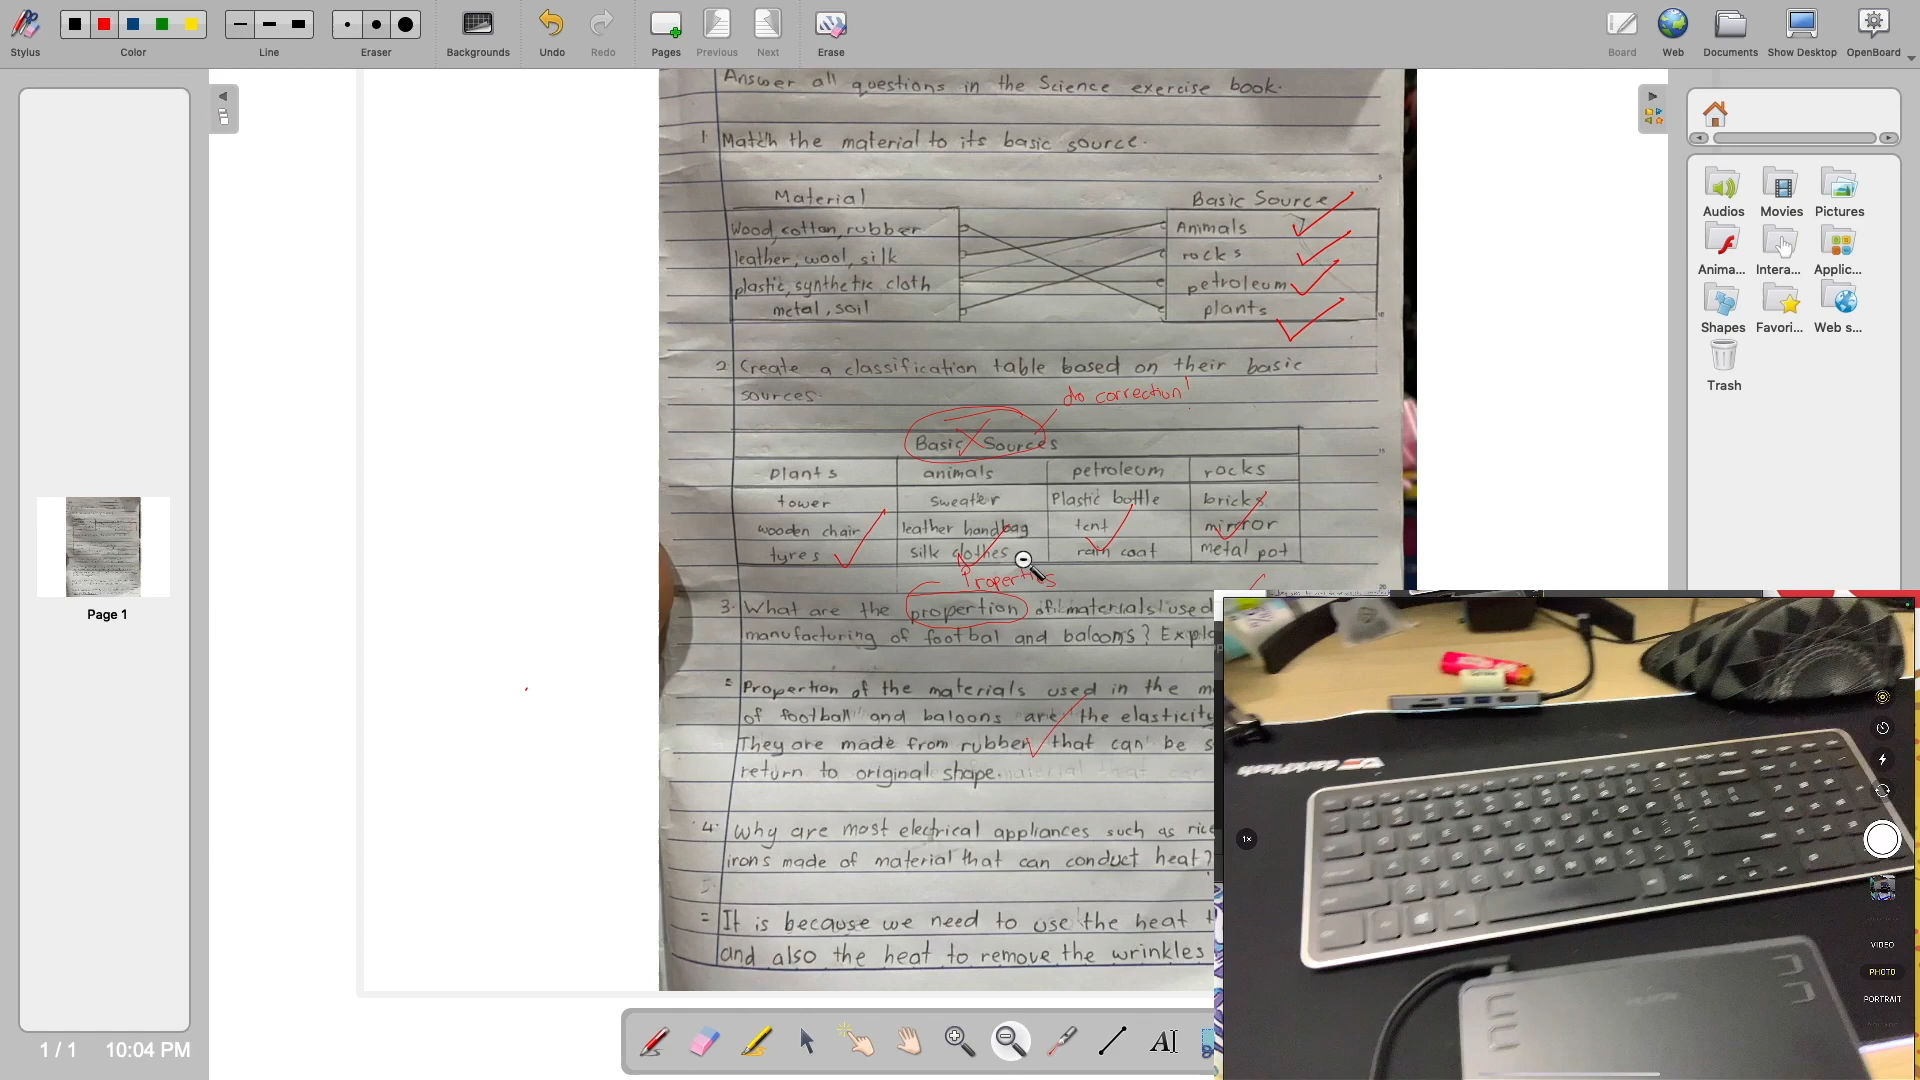 Stylus
Color
Line
Eraser
Backgrounds
Undo
Redo
Pages
Previous
Next
Erase
Board
Web
Documents
Show Desktop
OpenBoard
Answer all questions in the Science exercise book.
1 Match the material to its basic source.
Material
Basic Source
Wood, cotton, rubber
Animals
leather, wool, silk
rocks
plastic, synthetic cloth
petroleum
metal, soil
plants
2 Create a classification table based on their basic
sources.
do correction!
Basic Sources
plants animals petroleum rocks
tower sweater Plastic bottle bricks
wooden chair leather handbag tent mirror
tyres silk clothes rain coat metal pot
Properties
3. What are the propertion of materials used
manufacturing of footbal and baloons? Expla
= Propertion of the materials used in the m
of football and baloons are the elasticity
They are made from rubber that can be s
return to original shape.
4. Why are most electrical appliances such as rice
irons made of material that can conduct heat?
= It is because we need to use the heat t
and also the heat to remove the wrinkles
Audios
Movies
Pictures
Anima...
Intera...
Applic...
Shapes
Favori...
Web s...
Trash
Page 1
1 / 1
10:04 PM
1×
VIDEO
PHOTO
PORTRAIT